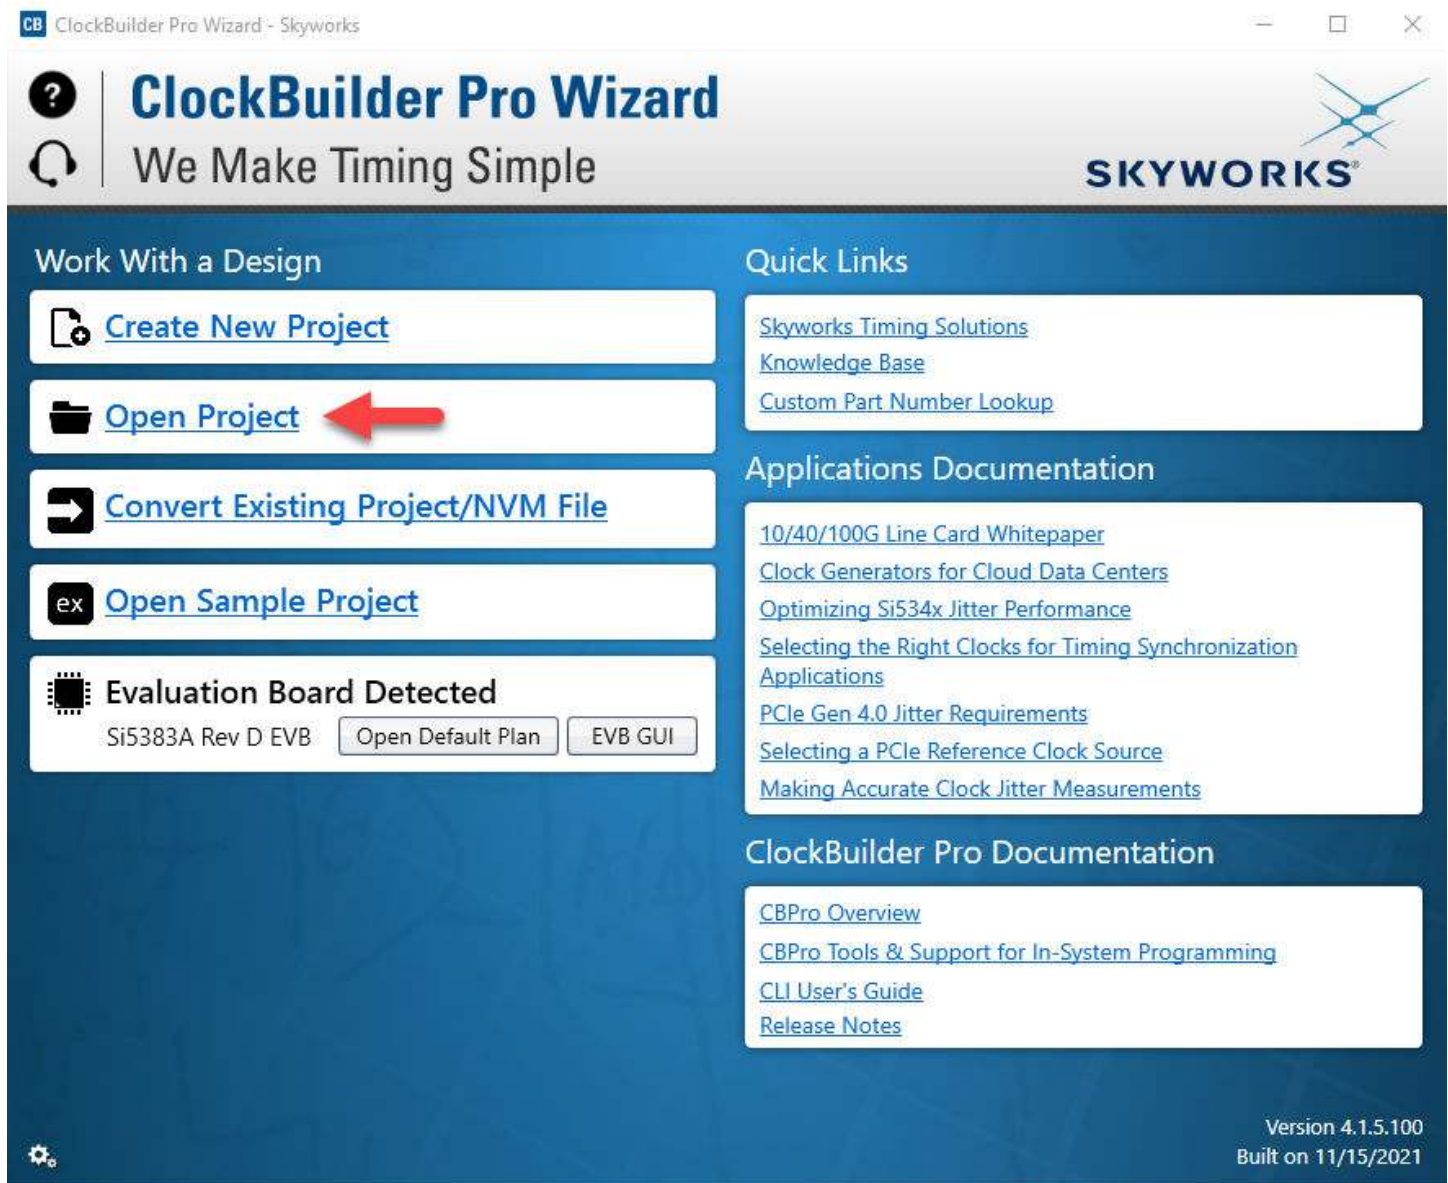 CB ClockBuilder Pro Wizard - Skyworks
?
ClockBuilder Pro Wizard
We Make Timing Simple
SKYWORKS®
Work With a Design
Create New Project
Open Project
Convert Existing Project/NVM File
ex Open Sample Project
Evaluation Board Detected
Si5383A Rev D EVB Open Default Plan EVB GUI
Quick Links
Skyworks Timing Solutions
Knowledge Base
Custom Part Number Lookup
Applications Documentation
10/40/100G Line Card Whitepaper
Clock Generators for Cloud Data Centers
Optimizing Si534x Jitter Performance
Selecting the Right Clocks for Timing Synchronization
Applications
PCIe Gen 4.0 Jitter Requirements
Selecting a PCIe Reference Clock Source
Making Accurate Clock Jitter Measurements
ClockBuilder Pro Documentation
CBPro Overview
CBPro Tools & Support for In-System Programming
CLI User's Guide
Release Notes
Version 4.1.5.100
Built on 11/15/2021